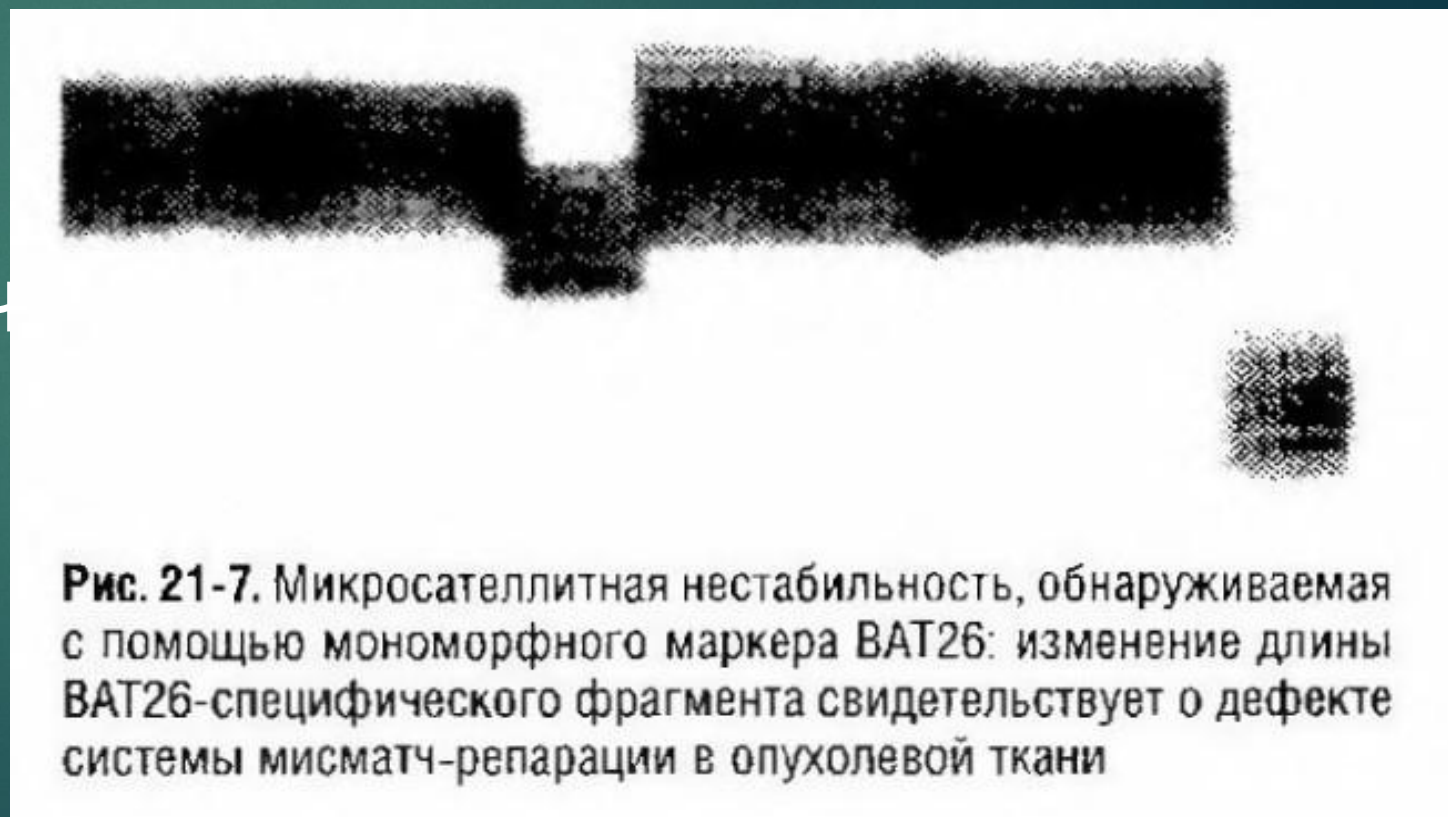 Рис. 21-7. Микросателлитная нестабильность, обнаруживаемая
с помощью мономорфного маркера BAT26: изменение длины
BAT26-специфического фрагмента свидетельствует о дефекте
системы мисматч-репарации в опухолевой ткани